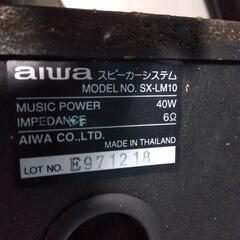 aiwa スピーカーシステム
MODEL NO. SX-LM10
MUSIC POWER 40W
IMPEDANCE 6Ω
AIWA CO.,LTD.
MADE IN THAILAND
LOT NO. E971218